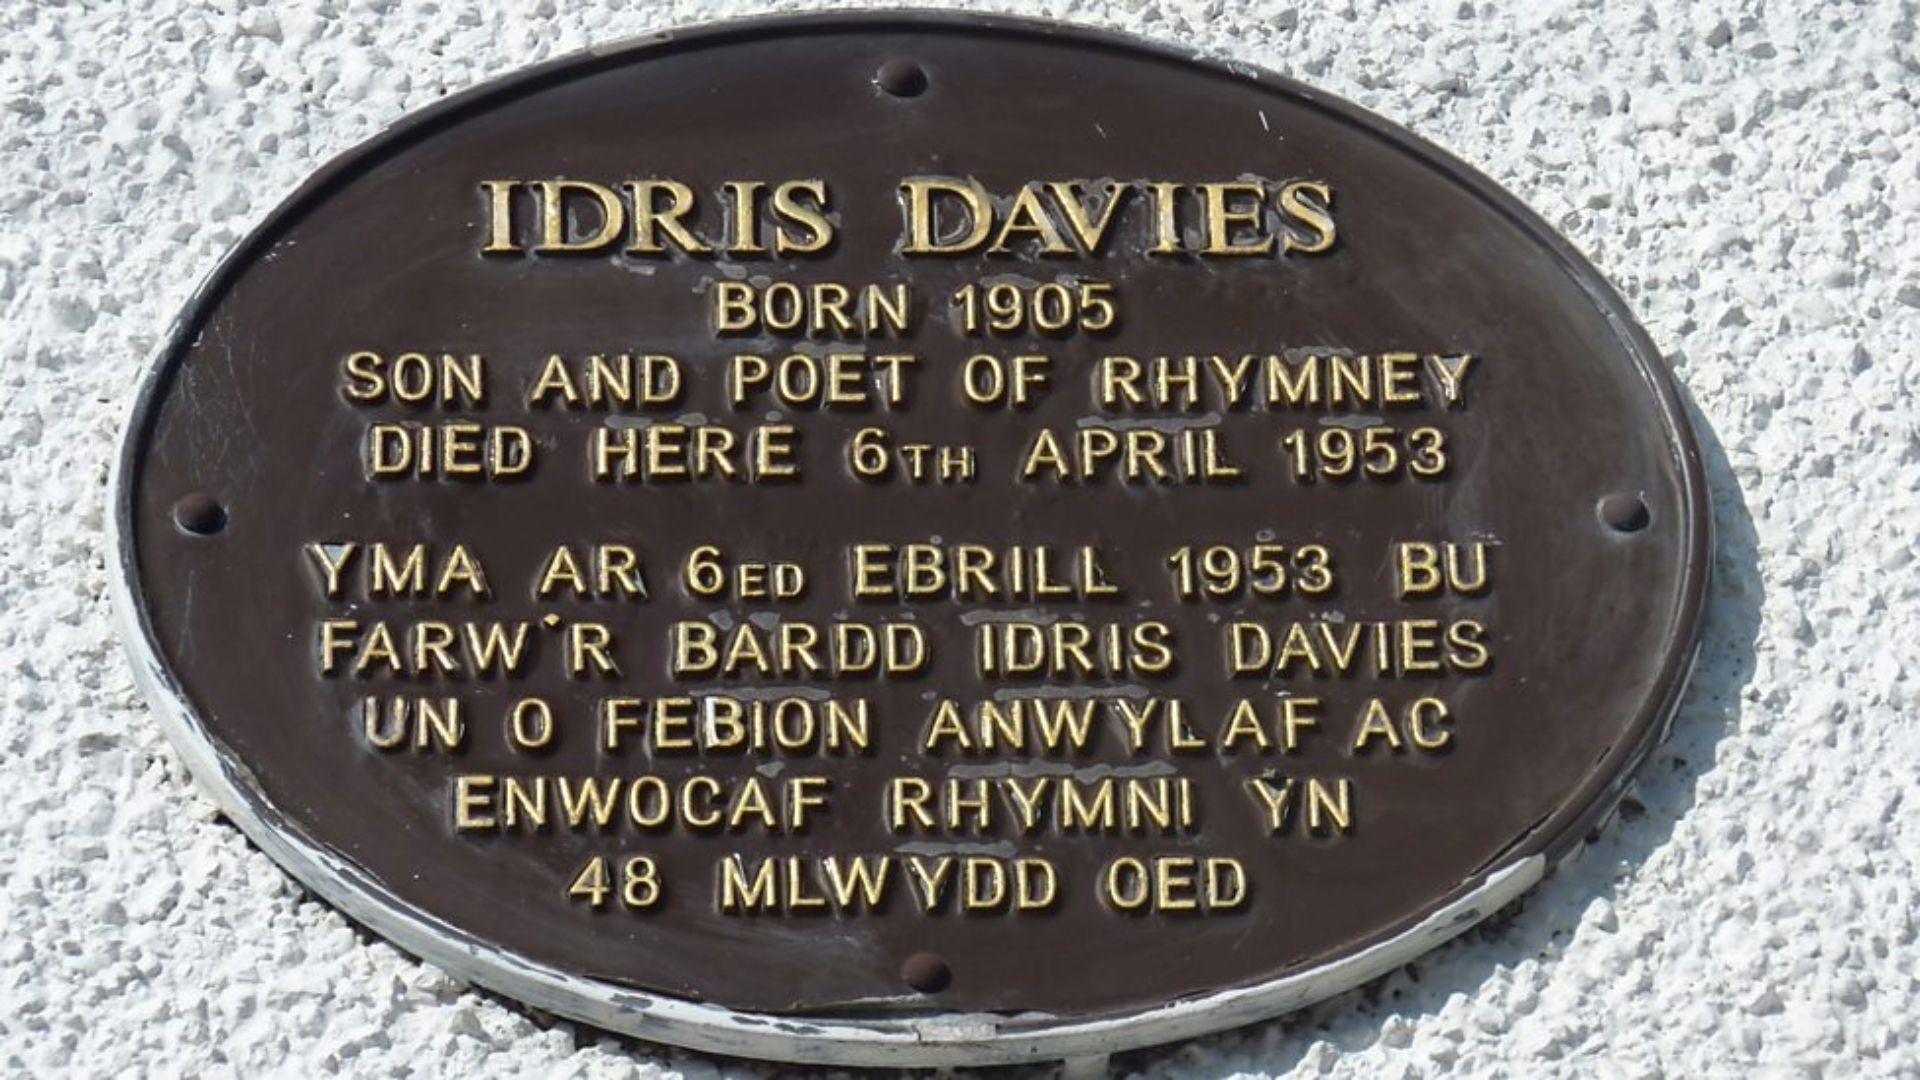 IDRIS DAVIES
BORN 1905
SON AND POET OF RHYMNEY
DIED HERE 6TH APRIL 1953
YMA AR 6ED EBRILL 1953 BU
FARW'R BARDD IDRIS DAVIES
UN O FEBION ANWYLAF AC
ENWOCAF RHYMNI YN
48 MLWYDD OED